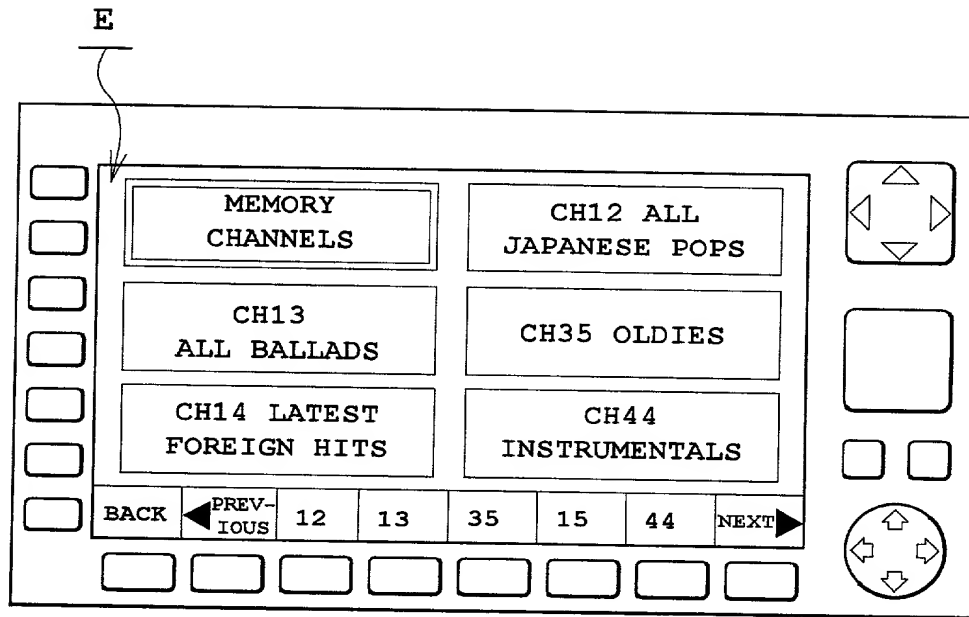 E
MEMORY
CHANNELS
CH12 ALL
JAPANESE POPS
CH13
ALL BALLADS
CH35 OLDIES
CH14 LATEST
FOREIGN HITS
CH44
INSTRUMENTALS
BACK PREV-
IOUS 12 13 35 15 44 NEXT